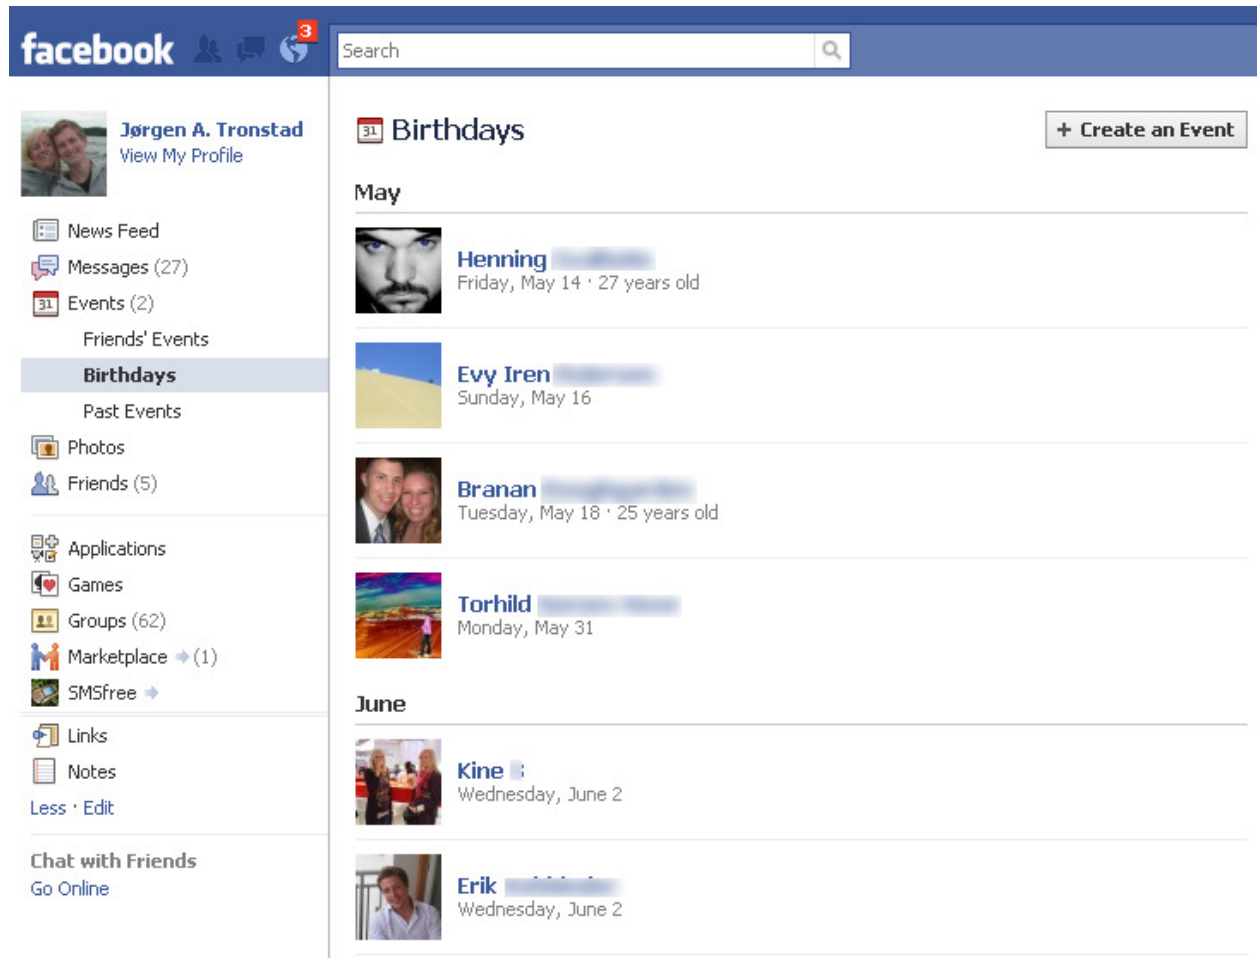 facebook
3
Search
Jørgen A. Tronstad
View My Profile
News Feed
Messages (27)
31
Events (2)
Friends' Events
Birthdays
Past Events
Photos
Friends (5)
Applications
Games
Groups (62)
Marketplace (1)
SMSfree
Links
Notes
Less · Edit
Chat with Friends
Go Online
31 Birthdays
+ Create an Event
May
Henning
Friday, May 14 · 27 years old
Evy Iren
Sunday, May 16
Branan
Tuesday, May 18 · 25 years old
Torhild
Monday, May 31
June
Kine
Wednesday, June 2
Erik
Wednesday, June 2